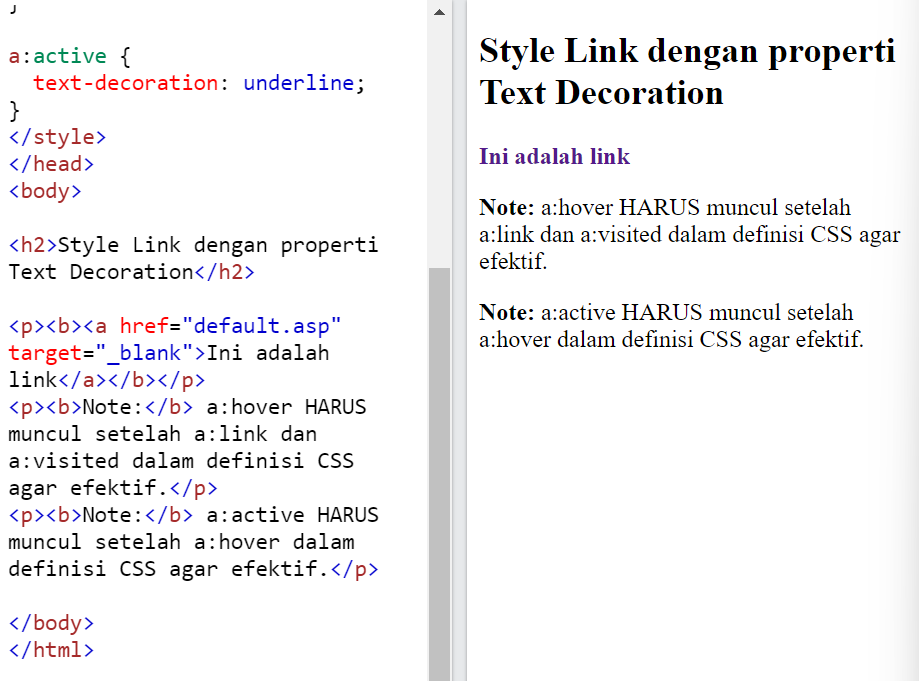 }
a:active {
text-decoration: underline;
}
</style>
</head>
<body>
<h2>Style Link dengan properti
Text Decoration</h2>
<p><b><a href="default.asp"
target="_blank">Ini adalah
link</a></b></p>
<p><b>Note:</b> a:hover HARUS
muncul setelah a:link dan
a:visited dalam definisi CSS
agar efektif.</p>
<p><b>Note:</b> a:active HARUS
muncul setelah a:hover dalam
definisi CSS agar efektif.</p>
</body>
</html>
Style Link dengan properti
Text Decoration
Ini adalah link
Note: a:hover HARUS muncul setelah
a:link dan a:visited dalam definisi CSS agar
efektif.
Note: a:active HARUS muncul setelah
a:hover dalam definisi CSS agar efektif.